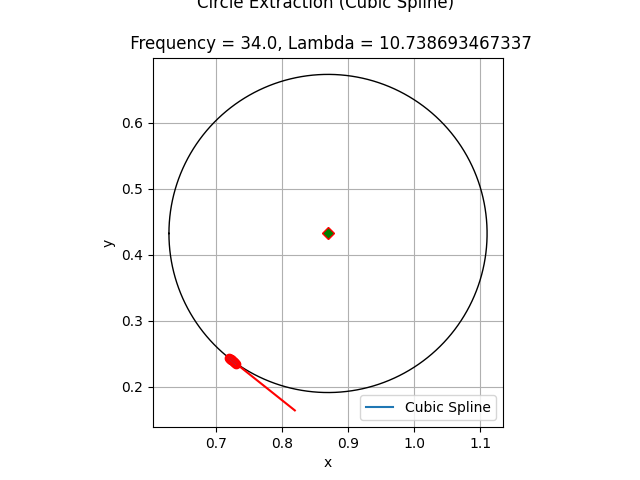 Circle Extraction (Cubic Spline)
Frequency = 34.0, Lambda = 10.738693467337
0.6
0.5
0.4
0.3
0.2
y
0.7 0.8 0.9 1.0 1.1
x
Cubic Spline